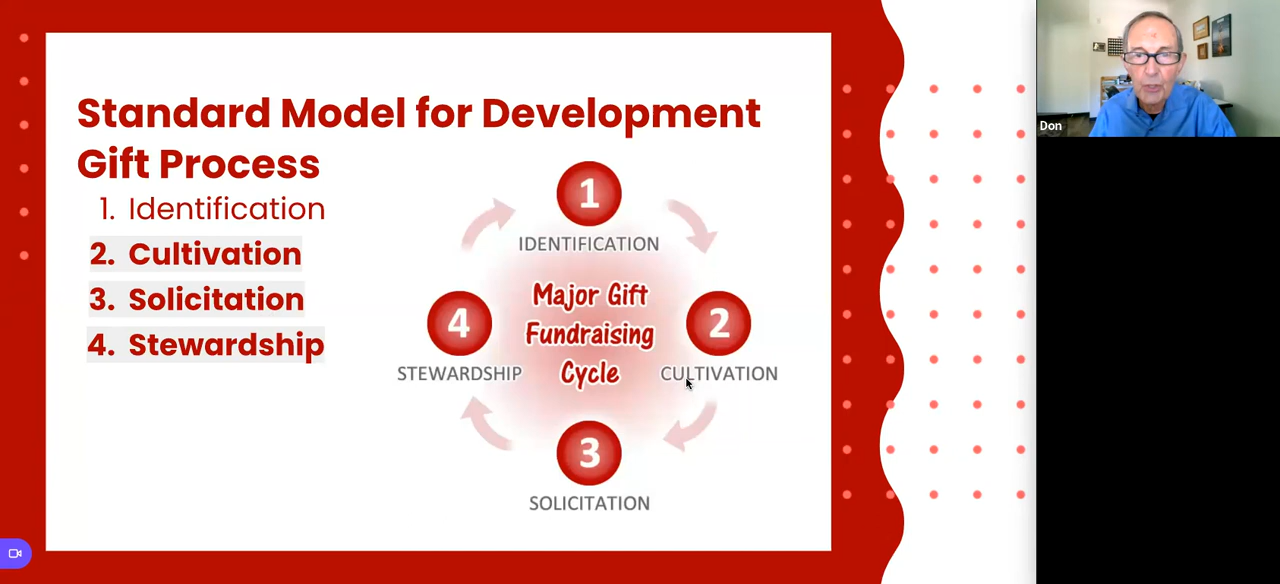 Standard Model for Development
Gift Process
1. Identification
2. Cultivation
3. Solicitation
4. Stewardship
1
IDENTIFICATION
Major Gift
Fundraising
Cycle
2
CULTIVATION
3
SOLICITATION
4
STEWARDSHIP
Don